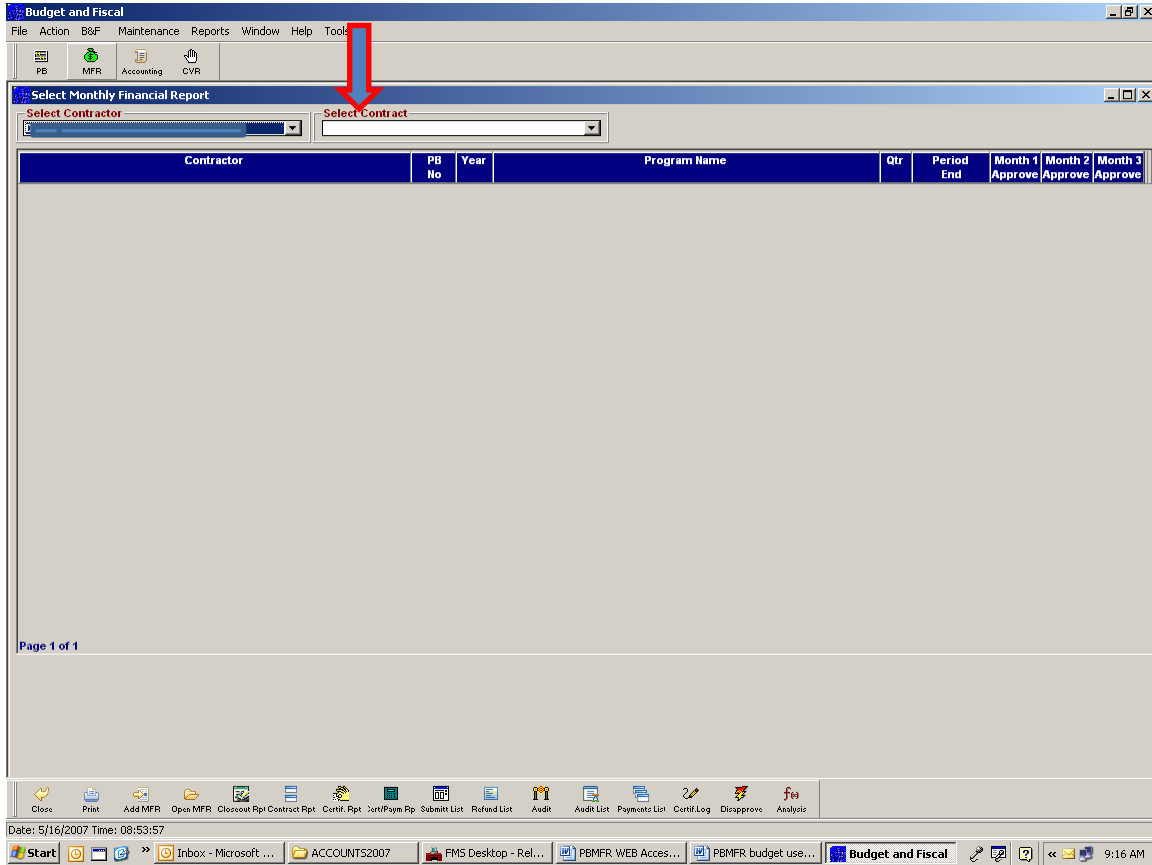 Budget and Fiscal
File Action B&F Maintenance Reports Window Help Tools
PB MFR Accounting CVR
Select Monthly Financial Report
Select Contractor Select Contract
Contractor PB No Year Program Name Qtr Period End Month 1 Approve Month 2 Approve Month 3 Approve
Page 1 of 1
Close Print Add MFR Open MFR Closeout Rpt Contract Rpt Certif. Rpt Cert/Paym Rp Submitt List Refund List Audit Audit List Payments List Certif.Log Disapprove Analysis
Date: 5/16/2007 Time: 08:53:57
Start » Inbox - Microsoft ... ACCOUNTS2007 FMS Desktop - Rel... PBMFR WEB Acces... PBMFR budget use... Budget and Fiscal « 9:16 AM